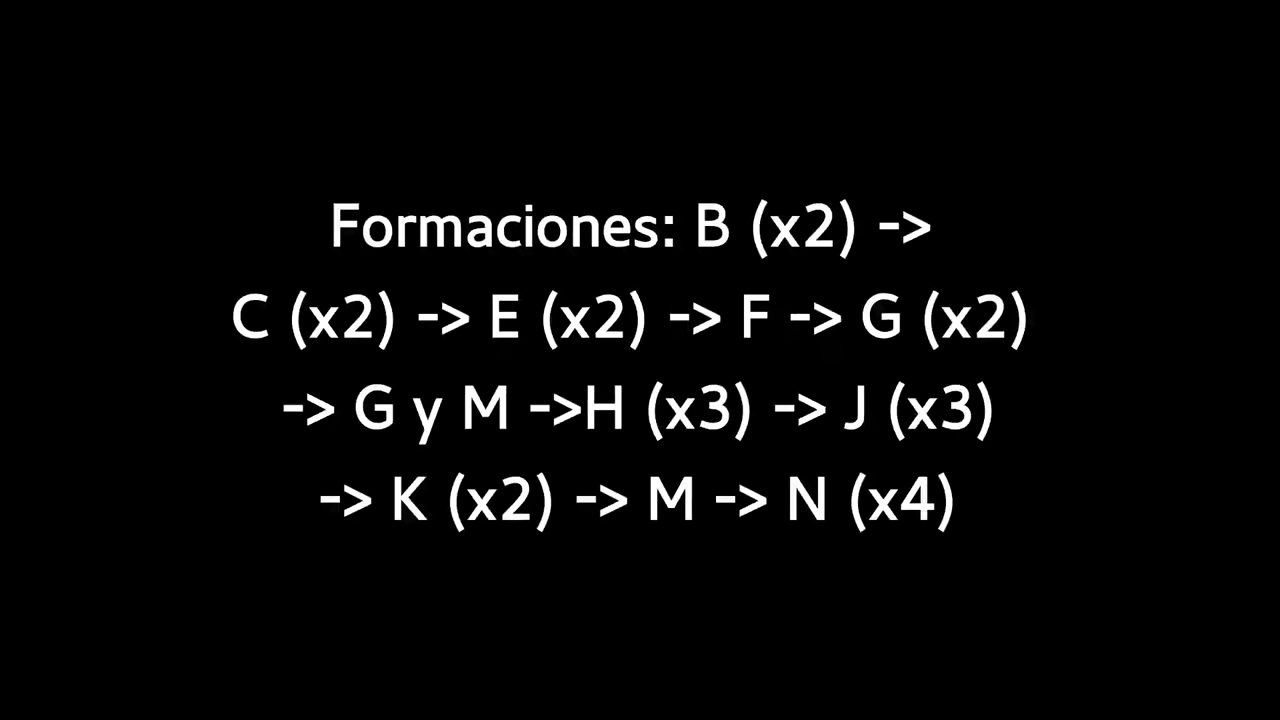 Formaciones: B (x2) ->
C (x2) -> E (x2) -> F -> G (x2)
-> G y M ->H (x3) -> J (x3)
-> K (x2) -> M -> N (x4)